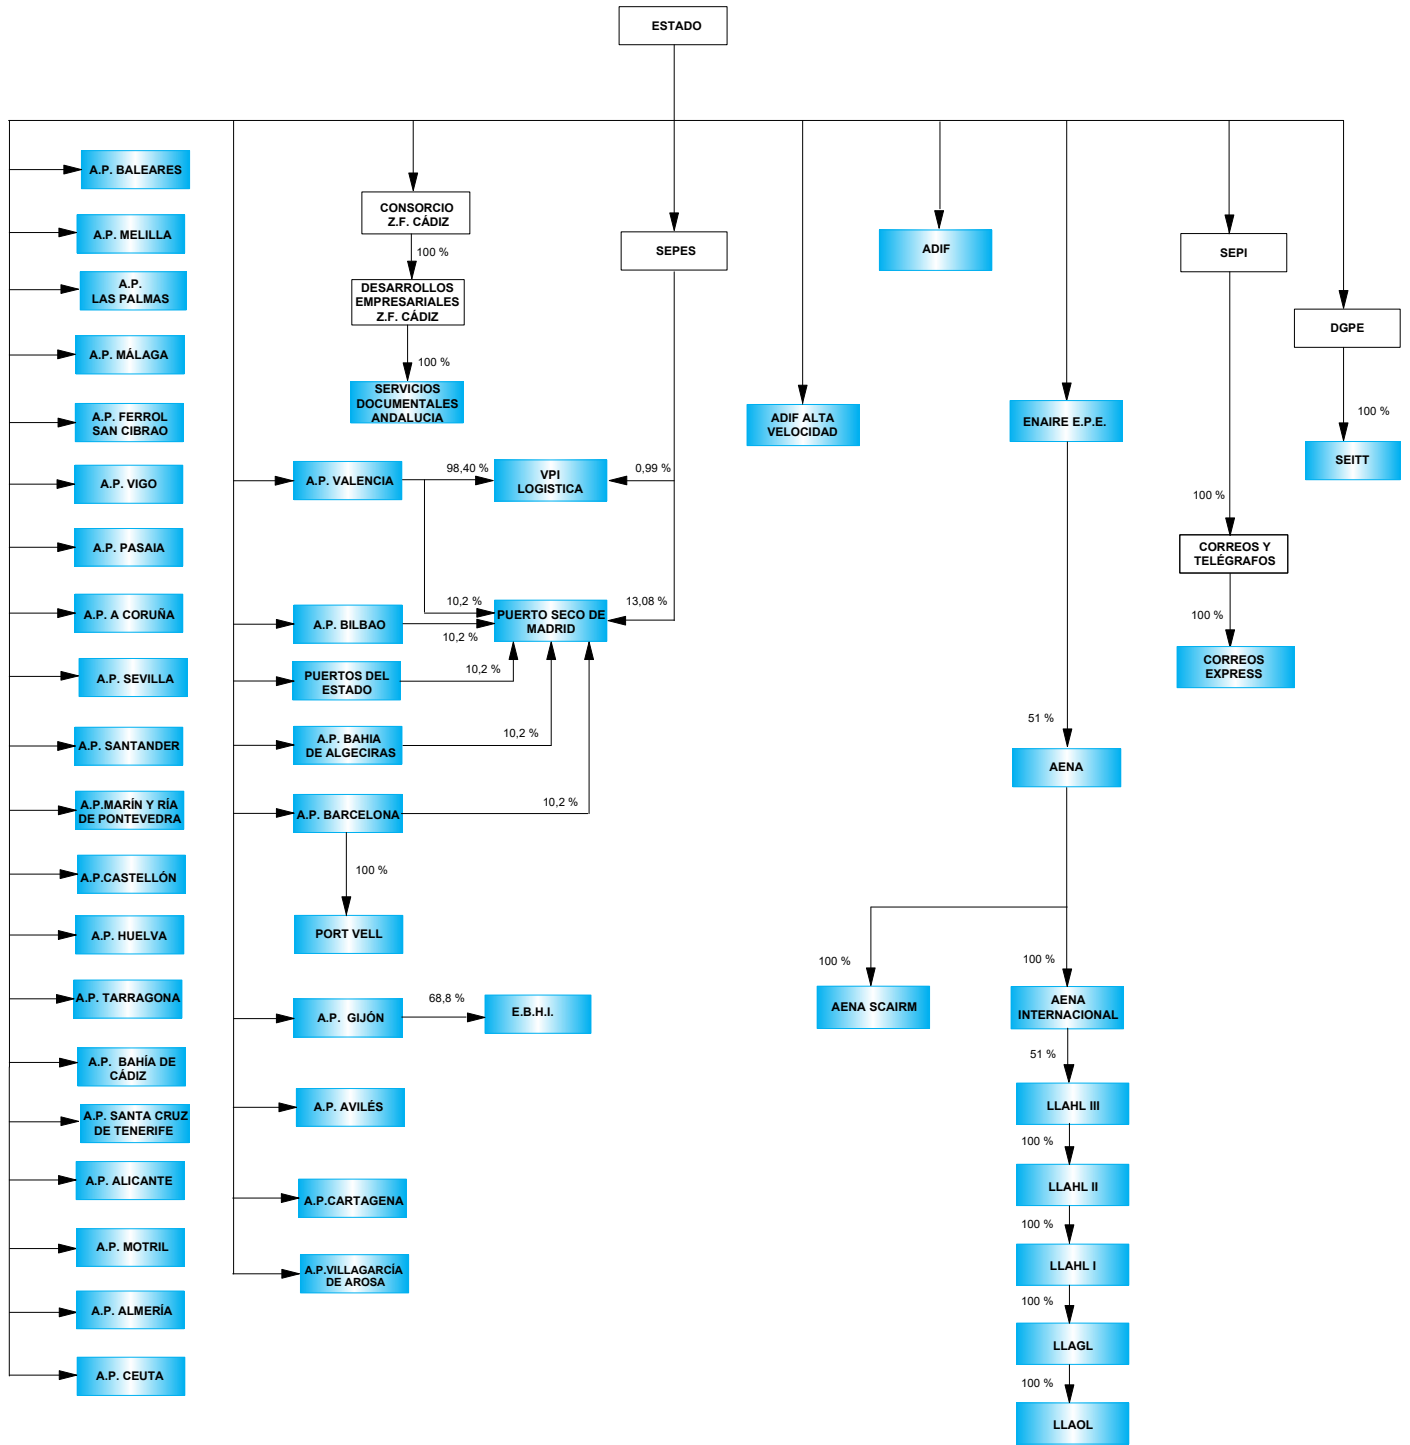 ESTADO
A.P. BALEARES
A.P. MELILLA
A.P.
LAS PALMAS
A.P. MÁLAGA
A.P. FERROL
SAN CIBRAO
A.P. VIGO
A.P. PASAIA
A.P. A CORUÑA
A.P. SEVILLA
A.P. SANTANDER
A.P.MARÍN Y RÍA
DE PONTEVEDRA
A.P.CASTELLÓN
A.P. HUELVA
A.P. TARRAGONA
A.P. BAHÍA DE
CÁDIZ
A.P. SANTA CRUZ
DE TENERIFE
A.P. ALICANTE
A.P. MOTRIL
A.P. ALMERÍA
A.P. CEUTA
CONSORCIO
Z.F. CÁDIZ
100 %
DESARROLLOS
EMPRESARIALES
Z.F. CÁDIZ
100 %
SERVICIOS
DOCUMENTALES
ANDALUCIA
A.P. VALENCIA
98,40 %
VPI
LOGISTICA
0,99 %
SEPES
A.P. BILBAO
10,2 %
10,2 %
PUERTO SECO DE
MADRID
13,08 %
PUERTOS DEL
ESTADO
10,2 %
A.P. BAHIA
DE ALGECIRAS
10,2 %
A.P. BARCELONA
10,2 %
100 %
PORT VELL
A.P. GIJÓN
68,8 %
E.B.H.I.
A.P. AVILÉS
A.P.CARTAGENA
A.P.VILLAGARCÍA
DE AROSA
ADIF ALTA
VELOCIDAD
ADIF
ENAIRE E.P.E.
51 %
AENA
100 %
AENA SCAIRM
100 %
AENA
INTERNACIONAL
51 %
LLAHL III
100 %
LLAHL II
100 %
LLAHL I
100 %
LLAGL
100 %
LLAOL
SEPI
100 %
CORREOS Y
TELÉGRAFOS
100 %
CORREOS
EXPRESS
DGPE
100 %
SEITT